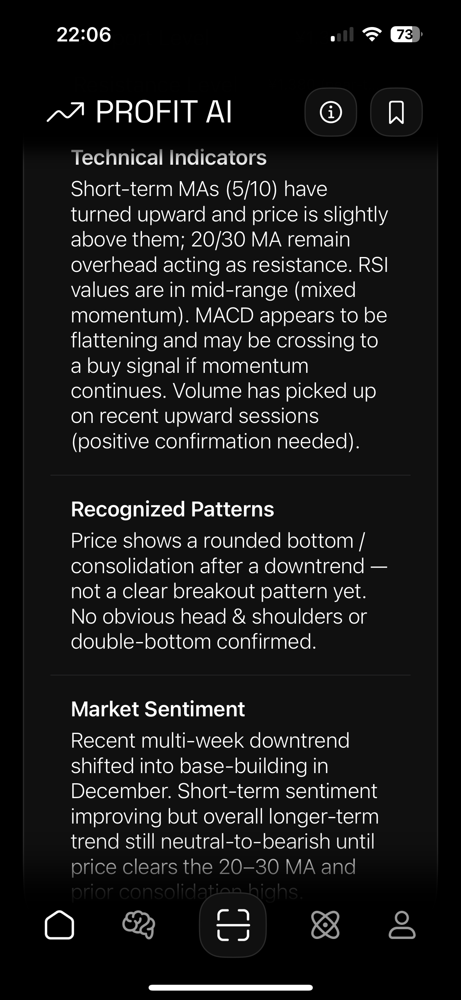 22:06
73
PROFIT AI
Technical Indicators
Short-term MAs (5/10) have
turned upward and price is slightly
above them; 20/30 MA remain
overhead acting as resistance. RSI
values are in mid-range (mixed
momentum). MACD appears to be
flattening and may be crossing to
a buy signal if momentum
continues. Volume has picked up
on recent upward sessions
(positive confirmation needed).
Recognized Patterns
Price shows a rounded bottom /
consolidation after a downtrend —
not a clear breakout pattern yet.
No obvious head & shoulders or
double-bottom confirmed.
Market Sentiment
Recent multi-week downtrend
shifted into base-building in
December. Short-term sentiment
improving but overall longer-term
trend still neutral-to-bearish until
price clears the 20–30 MA and
prior consolidation highs.